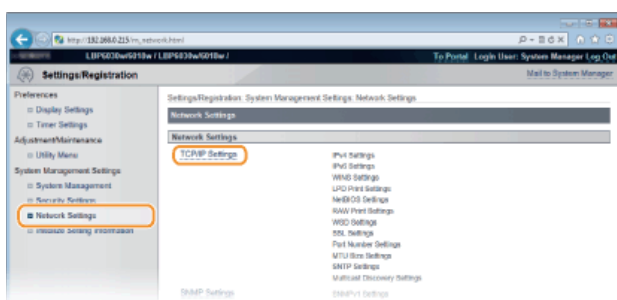 http://192.168.0.215/m_network.html
LBP6030w/6018w / LBP6030w/6018w /
To Portal Login User: System Manager Log Out
Settings/Registration
Mail to System Manager
Preferences
Display Settings
Timer Settings
Adjustment/Maintenance
Utility Menu
System Management Settings
System Management
Security Settings
Network Settings
Initialize Setting Information
Settings/Registration: System Management Settings: Network Settings
Network Settings
Network Settings
TCP/IP Settings
IPv4 Settings
IPv6 Settings
WINS Settings
LPD Print Settings
NetBIOS Settings
RAW Print Settings
WSD Settings
SSL Settings
Port Number Settings
MTU Size Settings
SNTP Settings
Multicast Discovery Settings
SNMP Settings
SNMPv1 Settings